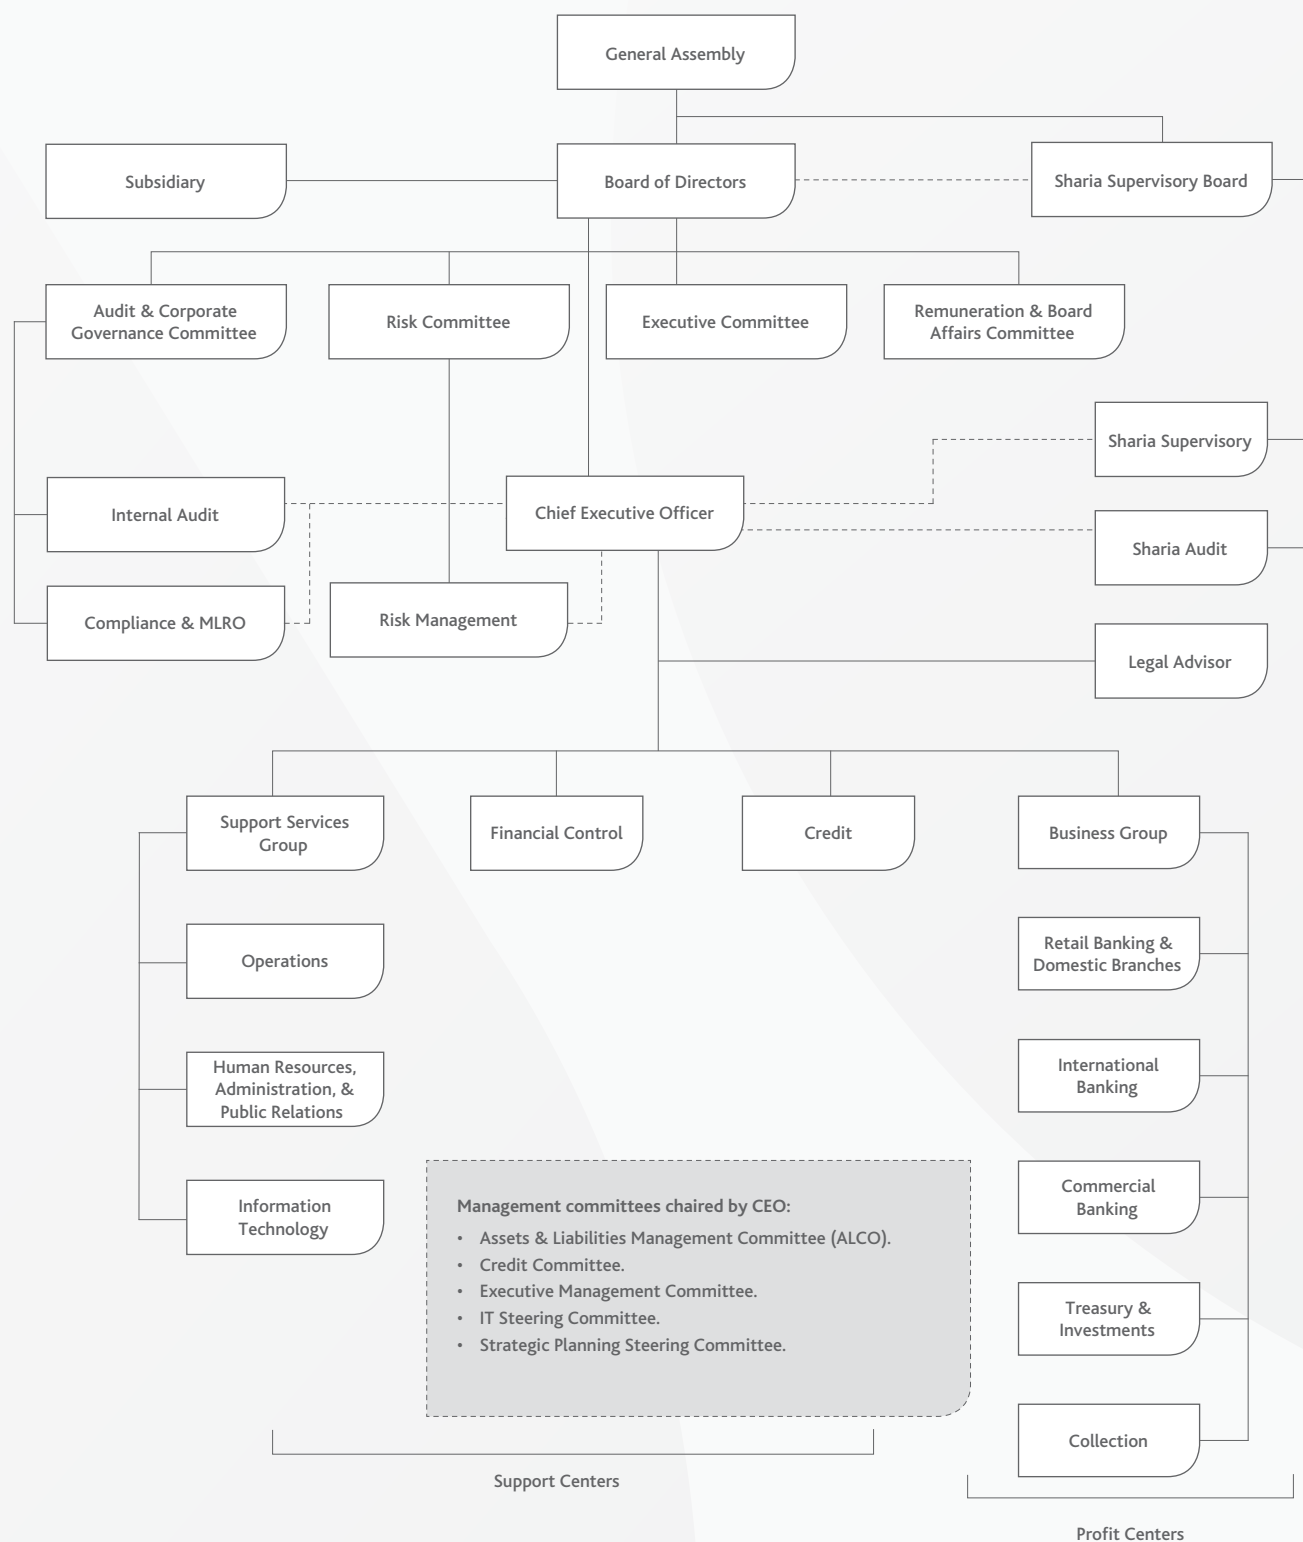 General Assembly
Subsidiary
Board of Directors
Sharia Supervisory Board
Audit & Corporate
Governance Committee
Risk Committee
Executive Committee
Remuneration & Board
Affairs Committee
Sharia Supervisory
Internal Audit
Chief Executive Officer
Sharia Audit
Compliance & MLRO
Risk Management
Legal Advisor
Support Services
Group
Financial Control
Credit
Business Group
Operations
Retail Banking &
Domestic Branches
Human Resources,
Administration, &
Public Relations
International
Banking
Information
Technology
Commercial
Banking
Management committees chaired by CEO:
• Assets & Liabilities Management Committee (ALCO).
• Credit Committee.
• Executive Management Committee.
• IT Steering Committee.
• Strategic Planning Steering Committee.
Treasury &
Investments
Collection
Support Centers
Profit Centers